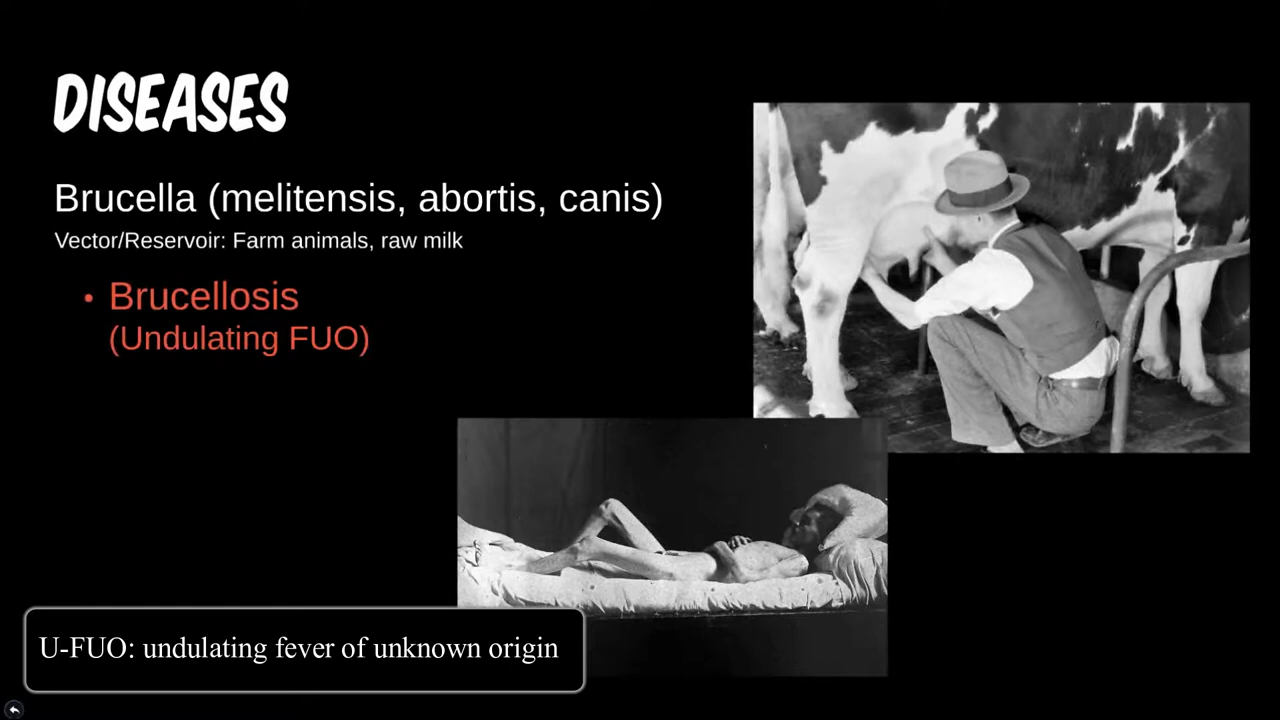 DISEASES
Brucella (melitensis, abortis, canis)
Vector/Reservoir: Farm animals, raw milk
• Brucellosis
(Undulating FUO)
U-FUO: undulating fever of unknown origin